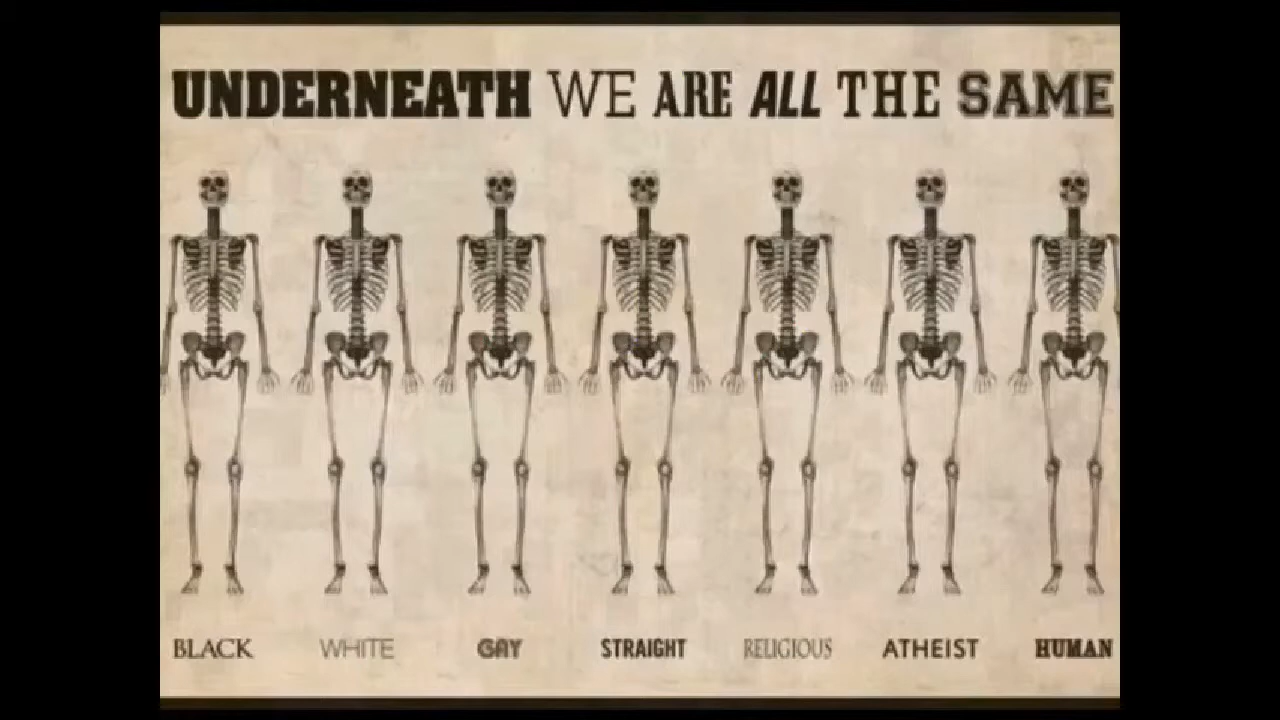 UNDERNEATH WE ARE ALL THE SAME
BLACK WHITE GAY STRAIGHT RELIGIOUS ATHEIST HUMAN